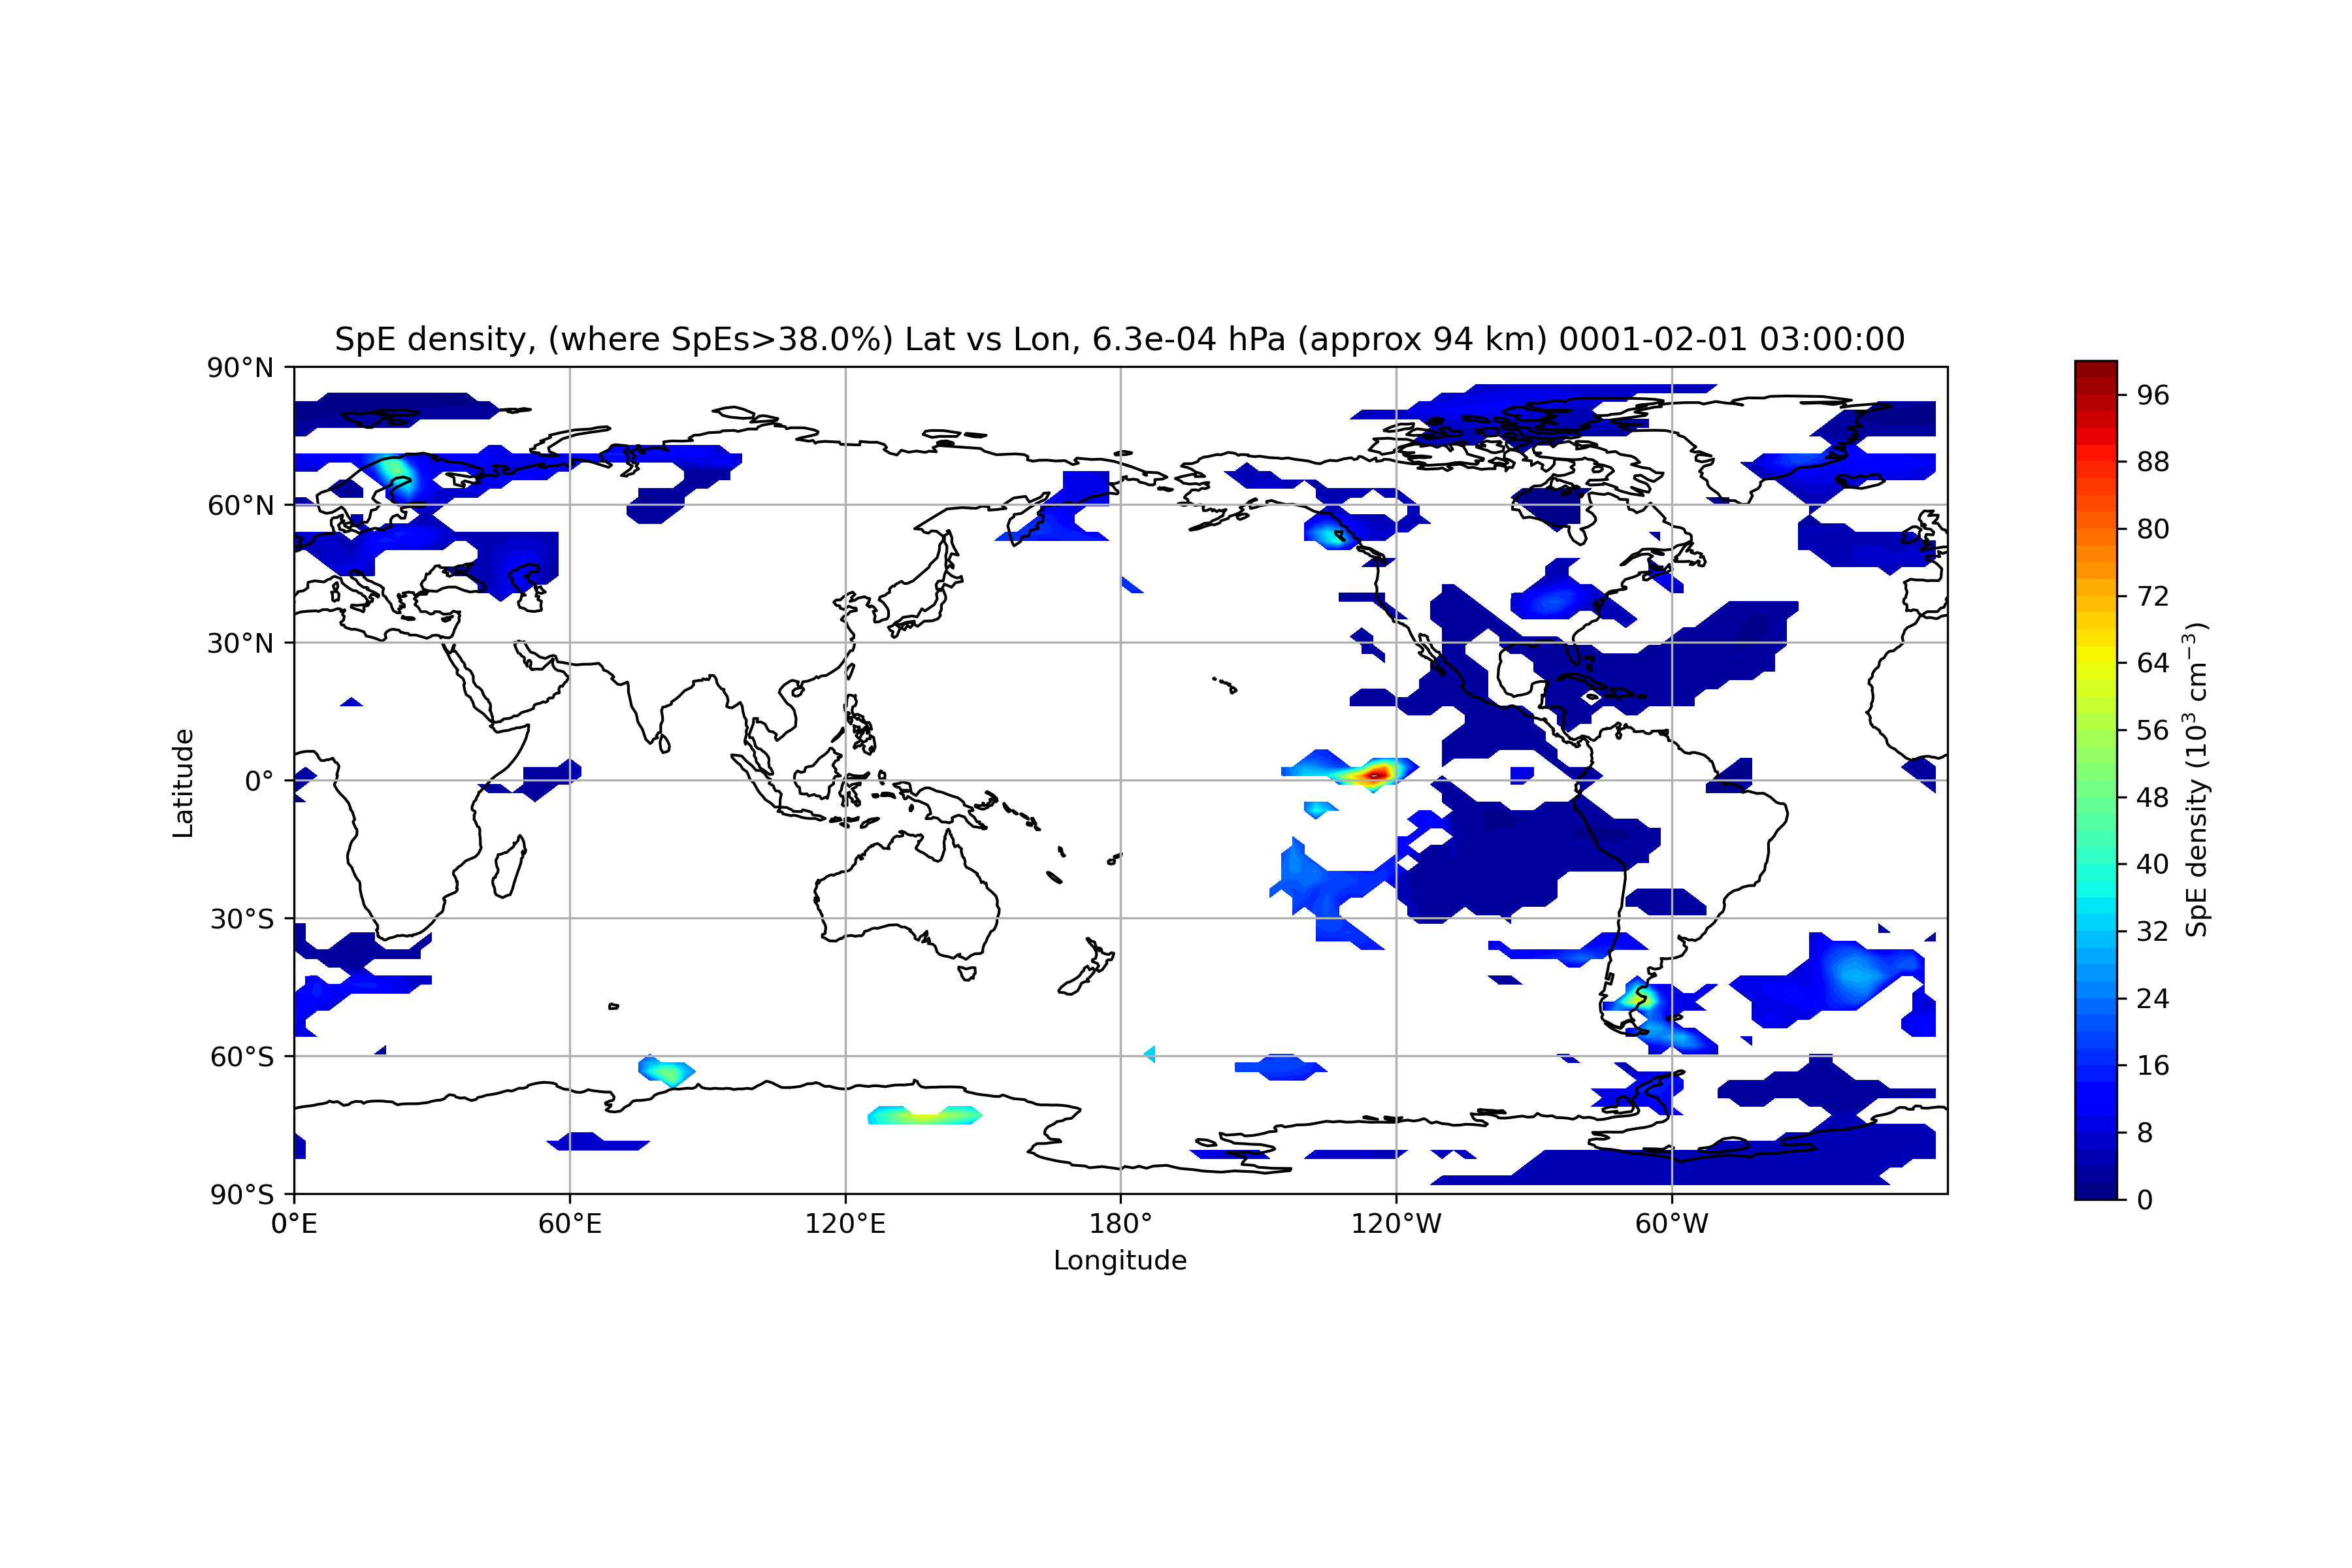 SpE density, (where SpEs>38.0%) Lat vs Lon, 6.3e-04 hPa (approx 94 km) 0001-02-01 03:00:00
90°N
60°N
30°N
0°
30°S
60°S
90°S
Latitude
0°E
60°E
120°E
180°
120°W
60°W
Longitude
96
88
80
72
64
56
48
40
32
24
16
8
0
SpE density (10³ cm⁻³)